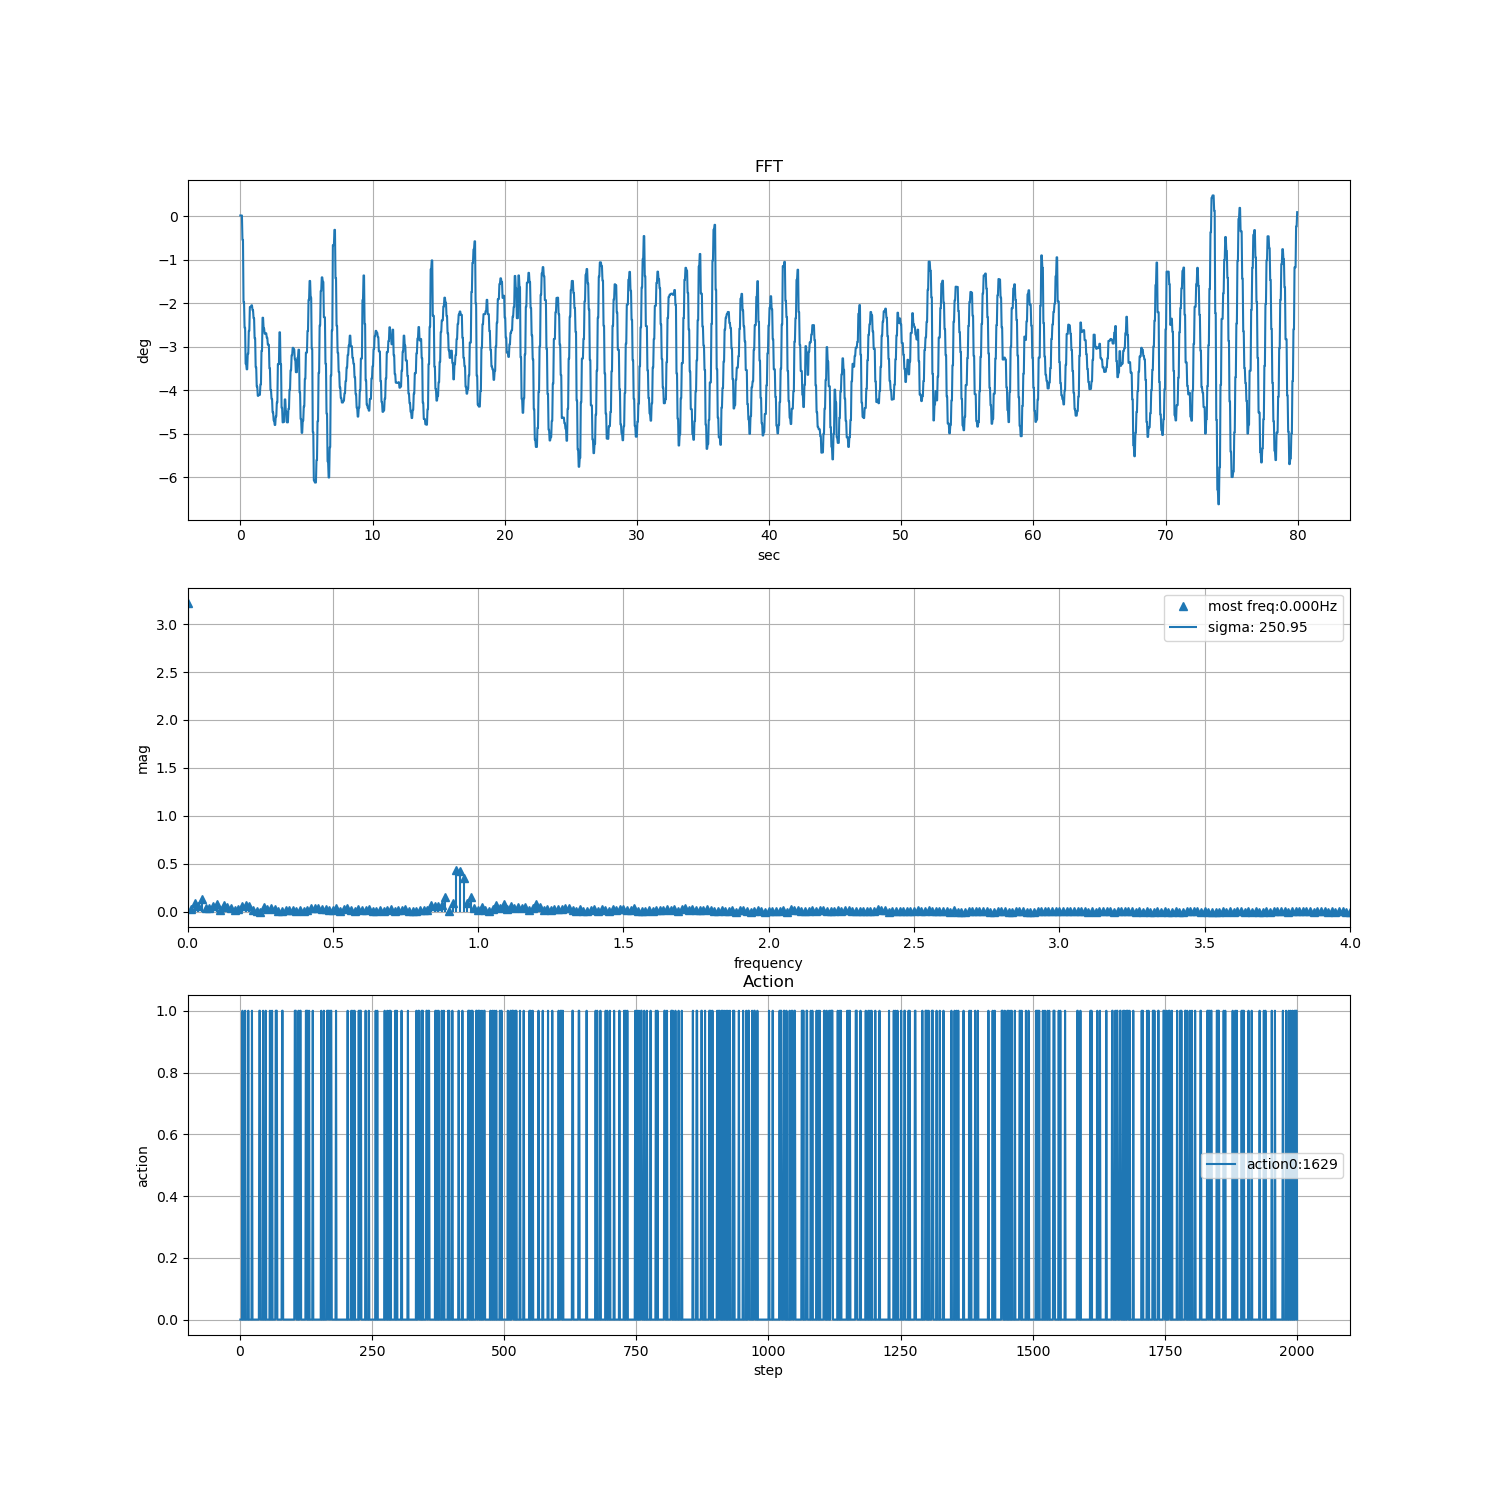 FFT
0
−1
−2
−3
−4
−5
−6
deg
0 10 20 30 40 50 60 70 80
sec
most freq:0.000Hz
sigma: 250.95
3.0
2.5
2.0
1.5
1.0
0.5
0.0
mag
0.0 0.5 1.0 1.5 2.0 2.5 3.0 3.5 4.0
frequency
Action
1.0
0.8
0.6
0.4
0.2
0.0
action
action0:1629
0 250 500 750 1000 1250 1500 1750 2000
step